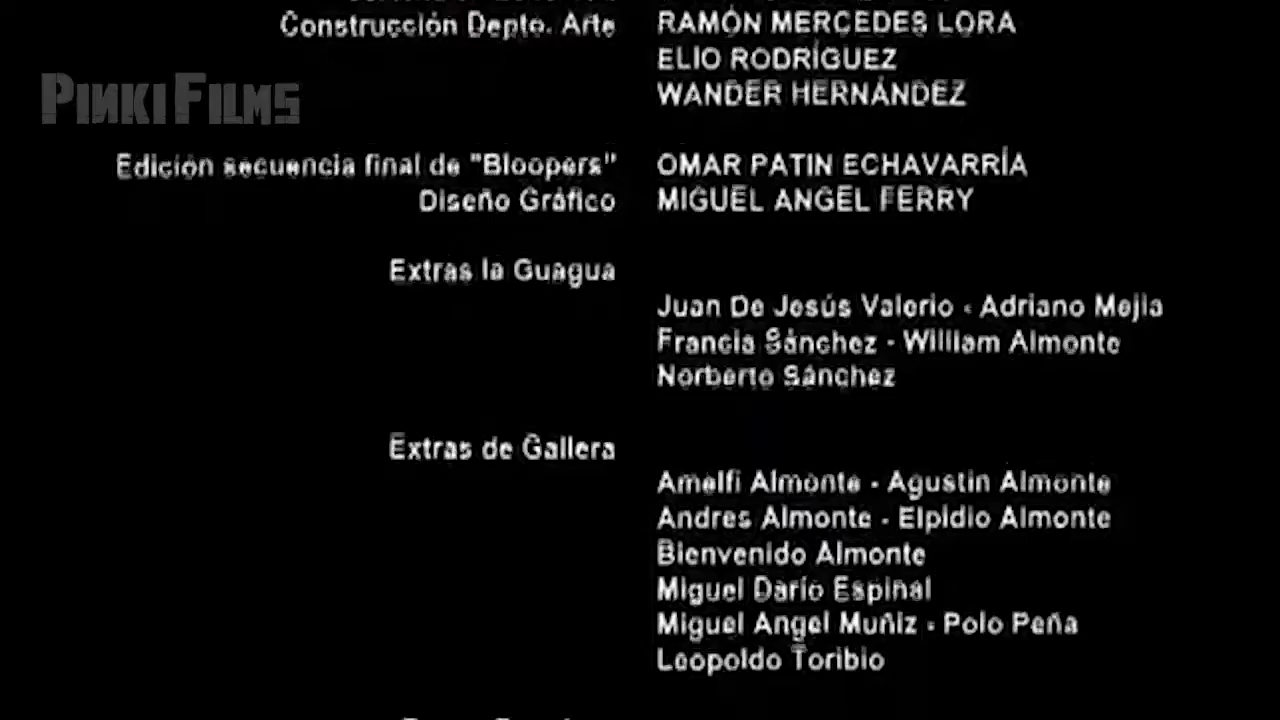 Construcción Depto. Arte RAMÓN MERCEDES LORA
ELIO RODRÍGUEZ
PINKI FILMS
WANDER HERNÁNDEZ
Edición secuencia final de "Bloopers" OMAR PATIN ECHAVARRÍA
Diseño Gráfico MIGUEL ANGEL FERRY
Extras la Guagua
Juan De Jesús Valerio - Adriano Mejia
Francia Sánchez - William Almonte
Norberto Sánchez
Extras de Gallera
Amelfi Almonte - Agustin Almonte
Andres Almonte - Elpidio Almonte
Bienvenido Almonte
Miguel Darío Espinal
Miguel Angel Muñiz - Polo Peña
Leopoldo Toribio